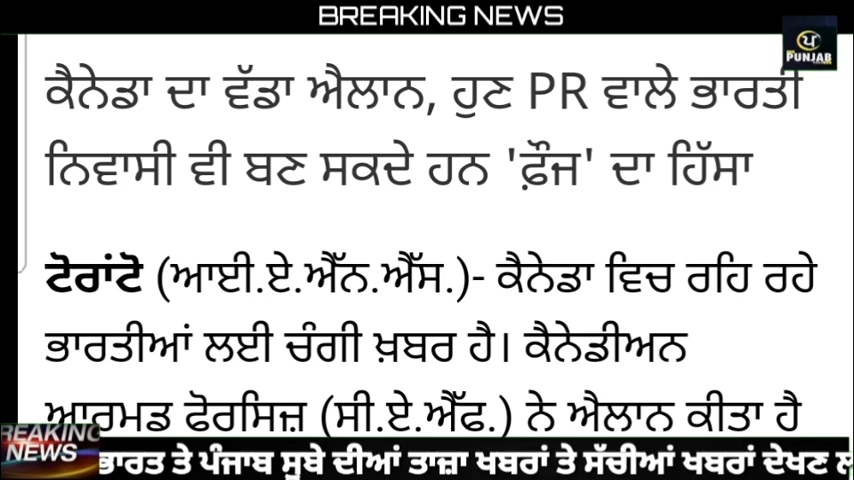 BREAKING NEWS
ਪ
PUNJAB
ਕੈਨੇਡਾ ਦਾ ਵੱਡਾ ਐਲਾਨ, ਹੁਣ PR ਵਾਲੇ ਭਾਰਤੀ
ਨਿਵਾਸੀ ਵੀ ਬਣ ਸਕਦੇ ਹਨ 'ਫ਼ੌਜ' ਦਾ ਹਿੱਸਾ
ਟੋਰਾਂਟੋ (ਆਈ.ਏ.ਐੱਨ.ਐੱਸ.)- ਕੈਨੇਡਾ ਵਿਚ ਰਹਿ ਰਹੇ
ਭਾਰਤੀਆਂ ਲਈ ਚੰਗੀ ਖ਼ਬਰ ਹੈ। ਕੈਨੇਡੀਅਨ
ਆਰਮਡ ਫੋਰਸਿਜ਼ (ਸੀ.ਏ.ਐੱਫ.) ਨੇ ਐਲਾਨ ਕੀਤਾ ਹੈ
BREAKING
NEWS
ਭਾਰਤ ਤੇ ਪੰਜਾਬ ਸੂਬੇ ਦੀਆਂ ਤਾਜ਼ਾ ਖਬਰਾਂ ਤੇ ਸੱਚੀਆਂ ਖਬਰਾਂ ਦੇਖਣ